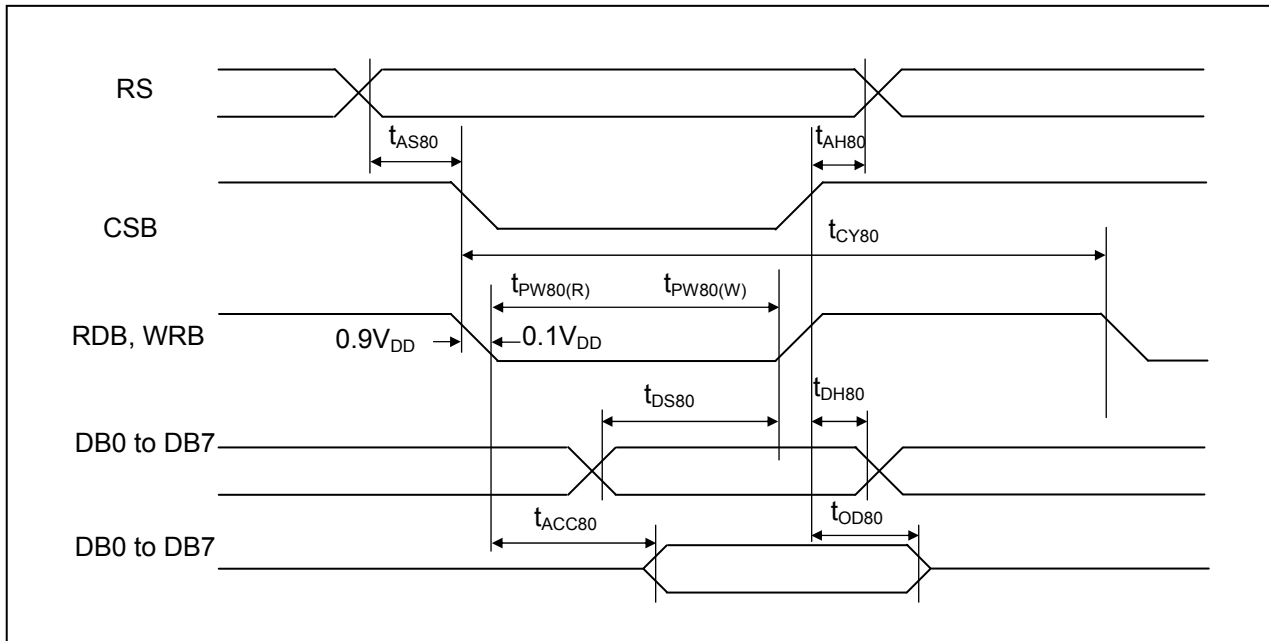 RS
tAS80
tAH80
CSB
tCY80
tPW80(R)
tPW80(W)
RDB, WRB
0.9VDD
0.1VDD
tDS80
tDH80
DB0 to DB7
tACC80
tOD80
DB0 to DB7